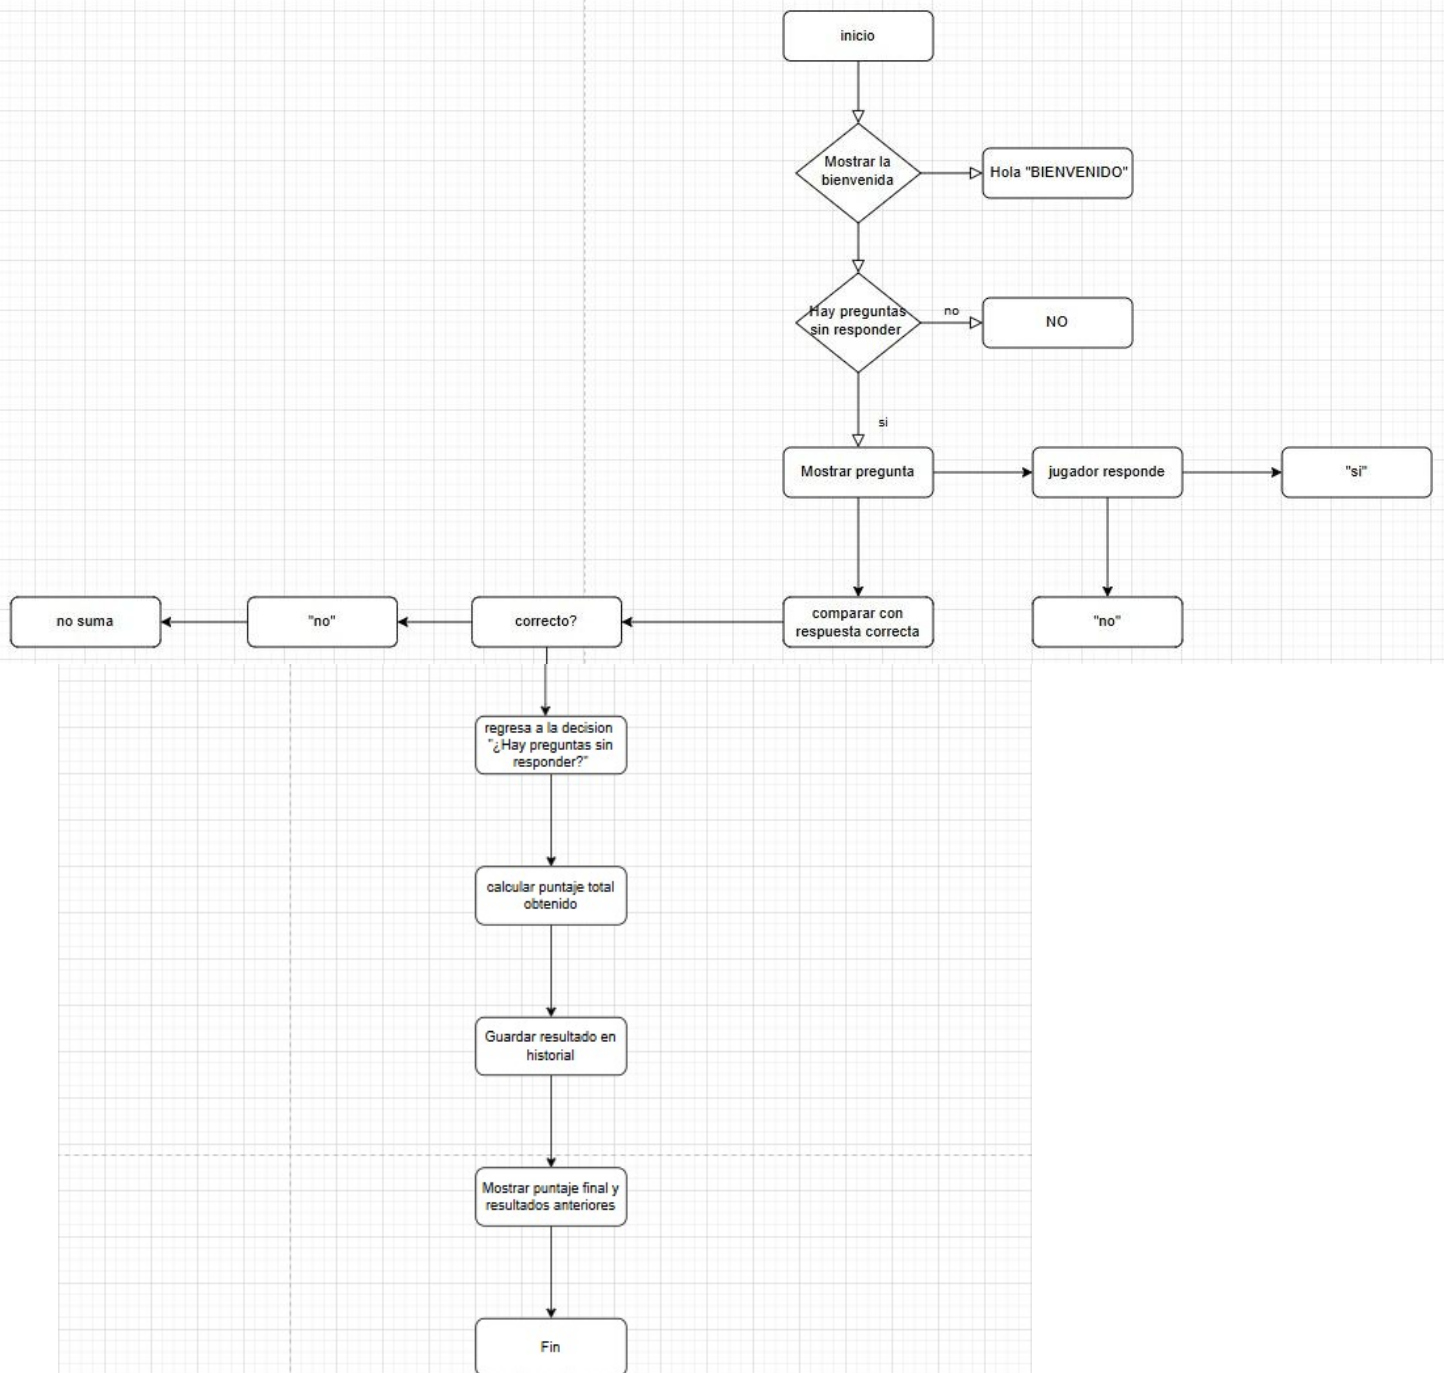 inicio
Mostrar la
bienvenida
Hola "BIENVENIDO"
Hay preguntas
sin responder
no
NO
si
Mostrar pregunta
jugador responde
"si"
no suma
"no"
correcto?
comparar con
respuesta correcta
"no"
regresa a la decision
"¿Hay preguntas sin
responder?"
calcular puntaje total
obtenido
Guardar resultado en
historial
Mostrar puntaje final y
resultados anteriores
Fin